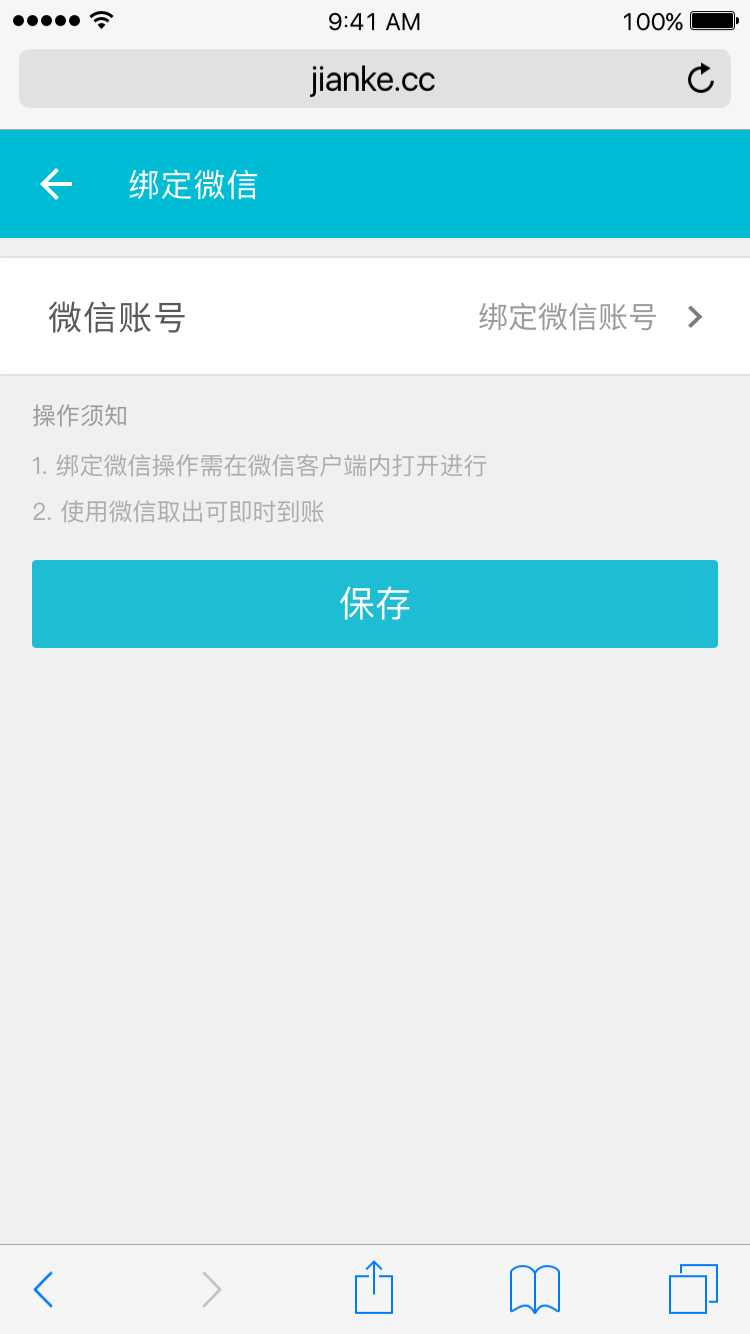 9:41 AM
100%
jianke.cc
绑定微信
微信账号
绑定微信账号
操作须知
1. 绑定微信操作需在微信客户端内打开进行
2. 使用微信取出可即时到账
保存